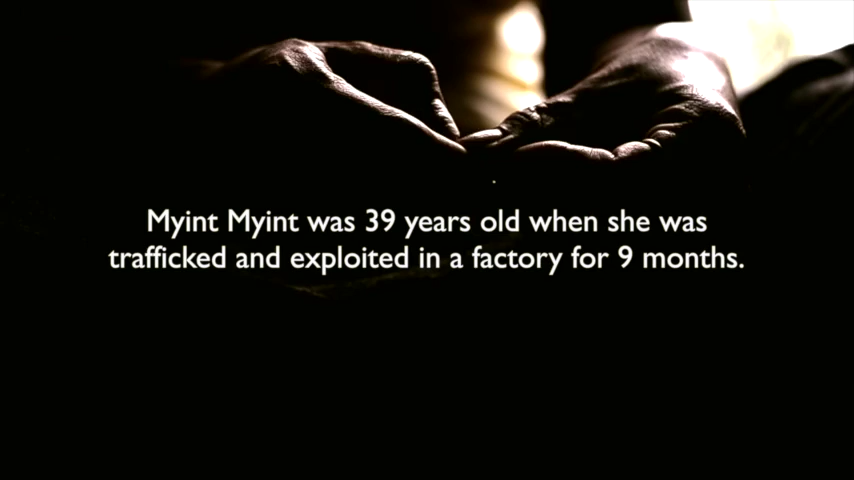 Myint Myint was 39 years old when she was
trafficked and exploited in a factory for 9 months.